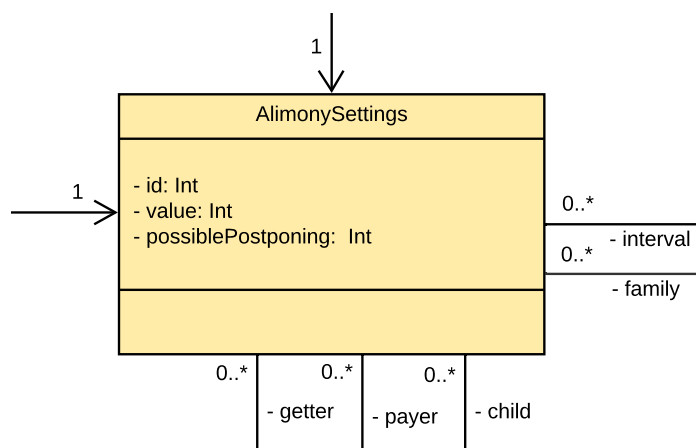 1
AlimonySettings
- id: Int
- value: Int
- possiblePostponing: Int
1
0..*
- interval
0..*
- family
0..*
- getter
0..*
- payer
0..*
- child